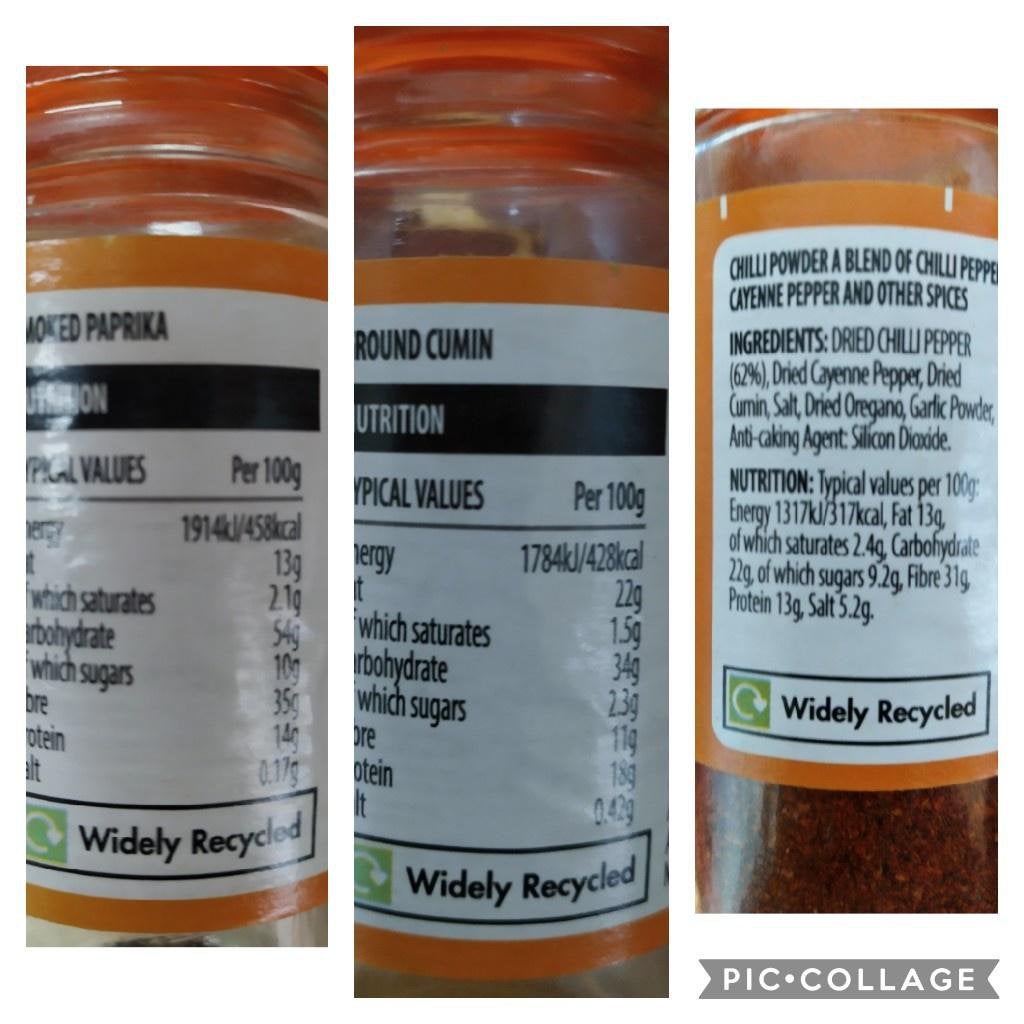 MOKED PAPRIKA
UTRITION
YPICAL VALUES Per 100g
nergy 1914kJ/458kcal
t 13g
f which saturates 2.1g
arbohydrate 54g
f which sugars 10g
bre 35g
rotein 14g
alt 0.17g
Widely Recycled
ROUND CUMIN
UTRITION
YPICAL VALUES Per 100g
nergy 1784kJ/428kcal
t 22g
f which saturates 1.5g
arbohydrate 34g
f which sugars 2.3g
bre 11g
otein 18g
lt 0.42g
Widely Recycled
CHILLI POWDER A BLEND OF CHILLI PEPPE
CAYENNE PEPPER AND OTHER SPICES
INGREDIENTS: DRIED CHILLI PEPPER
(62%), Dried Cayenne Pepper, Dried
Cumin, Salt, Dried Oregano, Garlic Powder,
Anti-caking Agent: Silicon Dioxide.
NUTRITION: Typical values per 100g:
Energy 1317kJ/317kcal, Fat 13g,
of which saturates 2.4g, Carbohydrate
22g, of which sugars 9.2g, Fibre 31g,
Protein 13g, Salt 5.2g.
Widely Recycled
PIC•COLLAGE